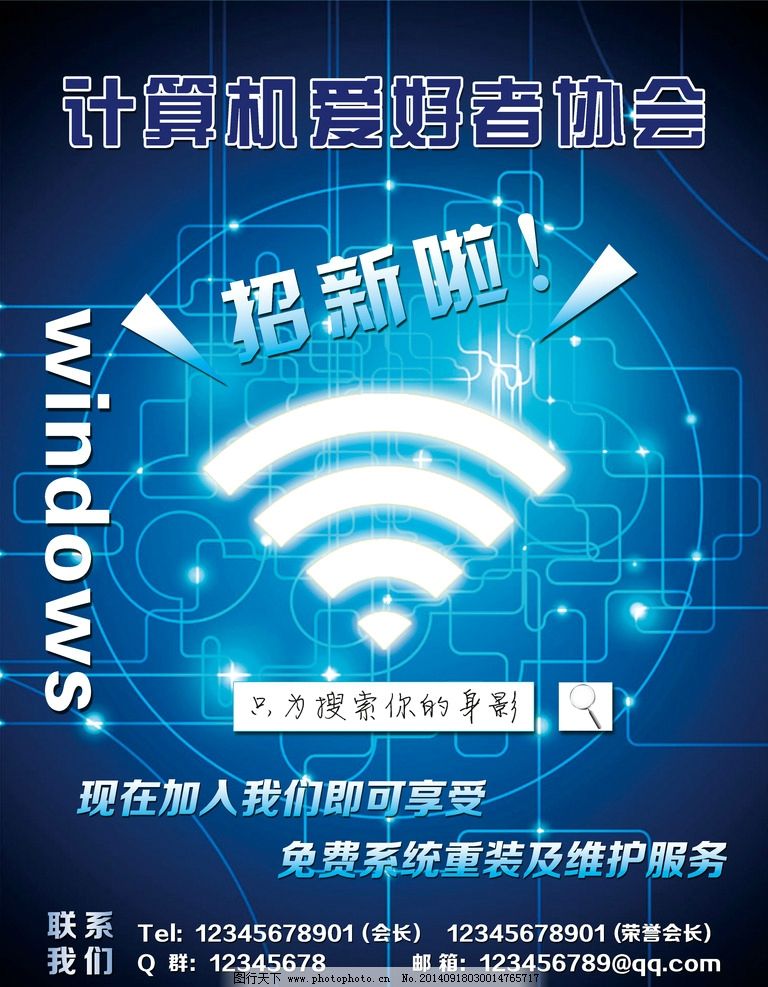 计算机爱好者协会
招新啦!
windows
只为搜索你的身影
现在加入我们即可享受
免费系统重装及维护服务
联系我们
Tel: 12345678901(会长) 12345678901(荣誉会长)
Q 群: 12345678 邮 箱: 123456789@qq.com
图行天下 www.photophoto.cn No.20140918030014765717